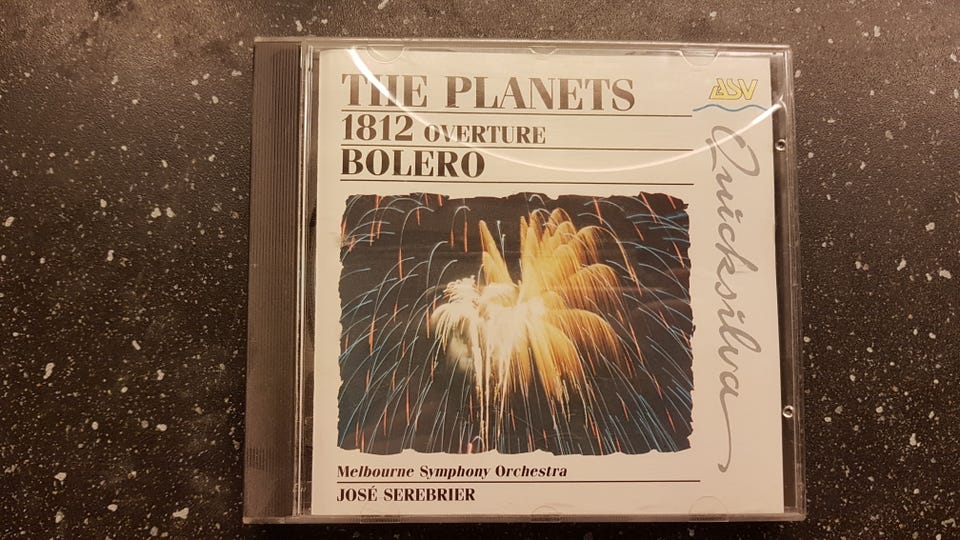 THE PLANETS
1812 OVERTURE
BOLERO
ASV
Quicksilva
Melbourne Symphony Orchestra
JOSÉ SEREBRIER